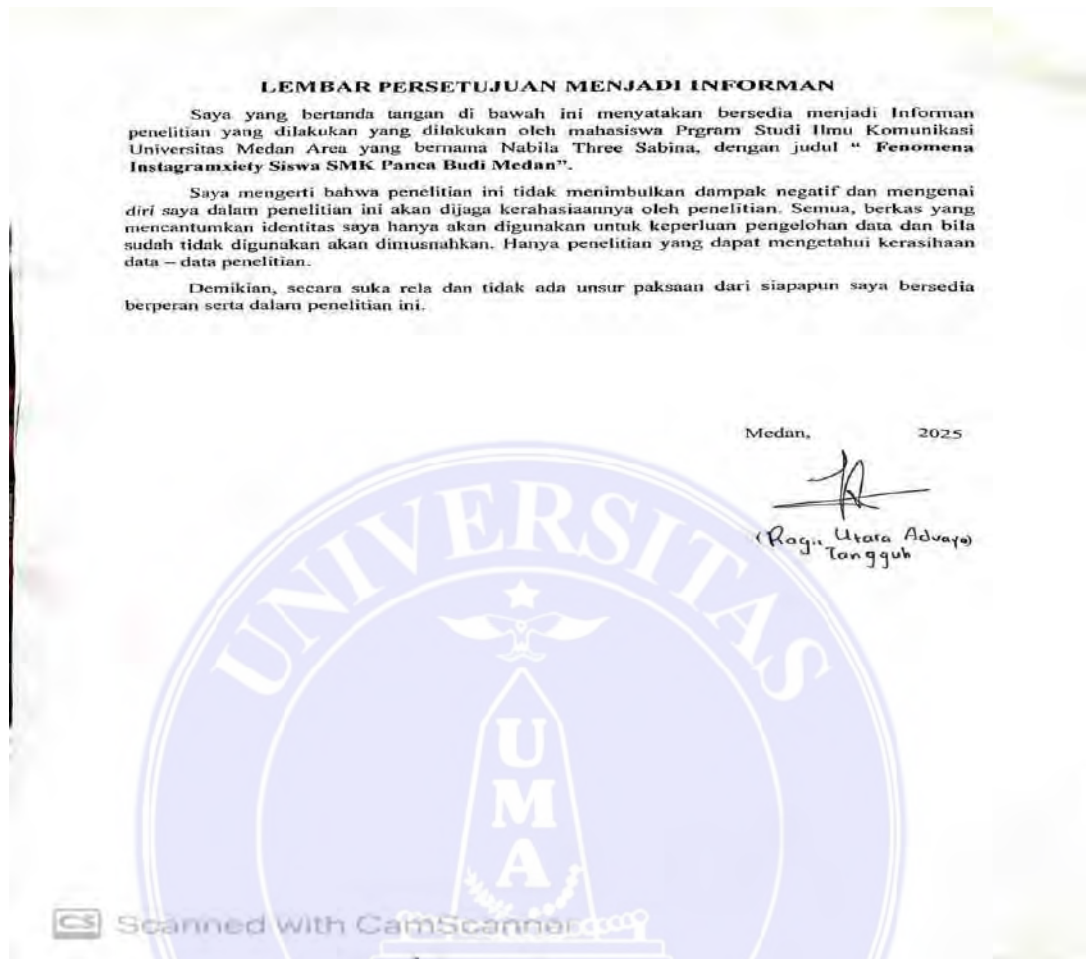 LEMBAR PERSETUJUAN MENJADI INFORMAN
Saya yang bertanda tangan di bawah ini menyatakan bersedia menjadi Informan
penelitian yang dilakukan yang dilakukan oleh mahasiswa Prgram Studi Ilmu Komunikasi
Universitas Medan Area yang bernama Nabila Three Sabina, dengan judul “ Fenomena
Instagramxiety Siswa SMK Panca Budi Medan”.
Saya mengerti bahwa penelitian ini tidak menimbulkan dampak negatif dan mengenai
diri saya dalam penelitian ini akan dijaga kerahasiaannya oleh penelitian. Semua, berkas yang
mencantumkan identitas saya hanya akan digunakan untuk keperluan pengelohan data dan bila
sudah tidak digunakan akan dimusnahkan. Hanya penelitian yang dapat mengetahui kerasihaan
data – data penelitian.
Demikian, secara suka rela dan tidak ada unsur paksaan dari siapapun saya bersedia
berperan serta dalam penelitian ini.
Medan, 2025
Utara
Tangguh
UNIVERSITAS
UMA
CS Scanned with CamScanner